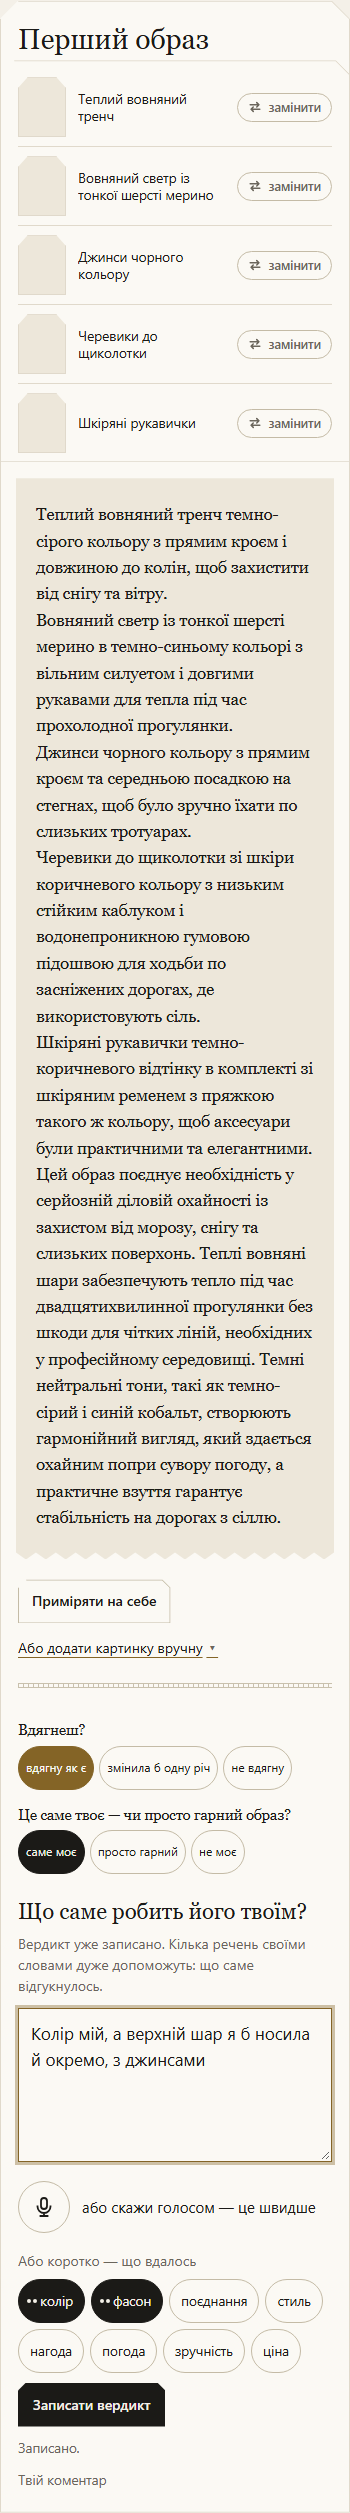 Перший образ
Теплий вовняний
тренч
замінити
Вовняний светр із
тонкої шерсті мерино
замінити
Джинси чорного
кольору
замінити
Черевики до
щиколотки
замінити
Шкіряні рукавички
замінити
Теплий вовняний тренч темно-
сірого кольору з прямим кроєм і
довжиною до колін, щоб захистити
від снігу та вітру.
Вовняний светр із тонкої шерсті
мерино в темно-синьому кольорі з
вільним силуетом і довгими
рукавами для тепла під час
прохолодної прогулянки.
Джинси чорного кольору з прямим
кроєм та середньою посадкою на
стегнах, щоб було зручно їхати по
слизьких тротуарах.
Черевики до щиколотки зі шкіри
коричневого кольору з низьким
стійким каблуком і
водонепроникною гумовою
підошвою для ходьби по
засніжених дорогах, де
використовують сіль.
Шкіряні рукавички темно-
коричневого відтінку в комплекті зі
шкіряним ременем з пряжкою
такого ж кольору, щоб аксесуари
були практичними та елегантними.
Цей образ поєднує необхідність у
серйозній діловій охайності із
захистом від морозу, снігу та
слизьких поверхонь. Теплі вовняні
шари забезпечують тепло під час
двадцятихвилинної прогулянки без
шкоди для чітких ліній, необхідних
у професійному середовищі. Темні
нейтральні тони, такі як темно-
сірий і синій кобальт, створюють
гармонійний вигляд, який здається
охайним попри сувору погоду, а
практичне взуття гарантує
стабільність на дорогах з сіллю.
Приміряти на себе
Або додати картинку вручну
Вдягнеш?
вдягну як є
змінила б одну річ
не вдягну
Це саме твоє — чи просто гарний образ?
саме моє
просто гарний
не моє
Що саме робить його твоїм?
Вердикт уже записано. Кілька речень своїми
словами дуже допоможуть: що саме
відгукнулось.
Колір мій, а верхній шар я б носила
й окремо, з джинсами
або скажи голосом — це швидше
Або коротко — що вдалось
колір
фасон
поєднання
стиль
нагода
погода
зручність
ціна
Записати вердикт
Записано.
Твій коментар